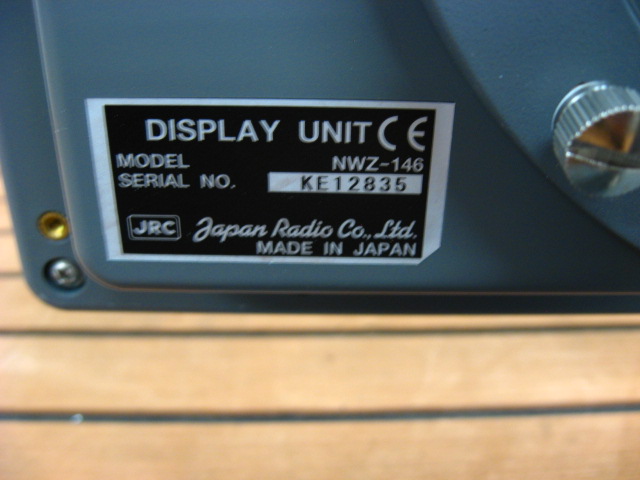 DISPLAY UNIT CE
MODEL NWZ-146
SERIAL NO. KE12835
JRC Japan Radio Co., Ltd.
MADE IN JAPAN